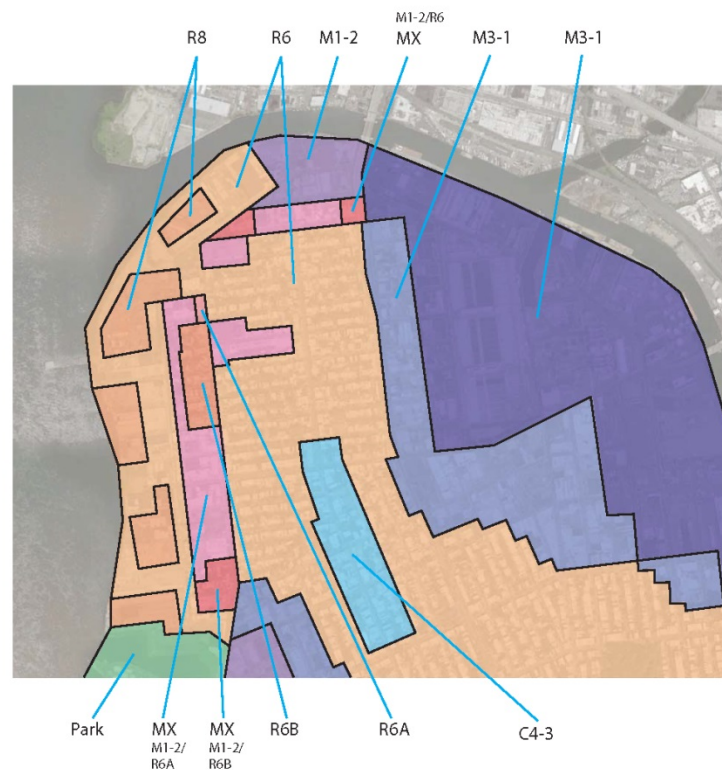 R8
R6
M1-2
M1-2/R6
MX
M3-1
M3-1
Park
MX
M1-2/
R6A
MX
M1-2/
R6B
R6B
R6A
C4-3